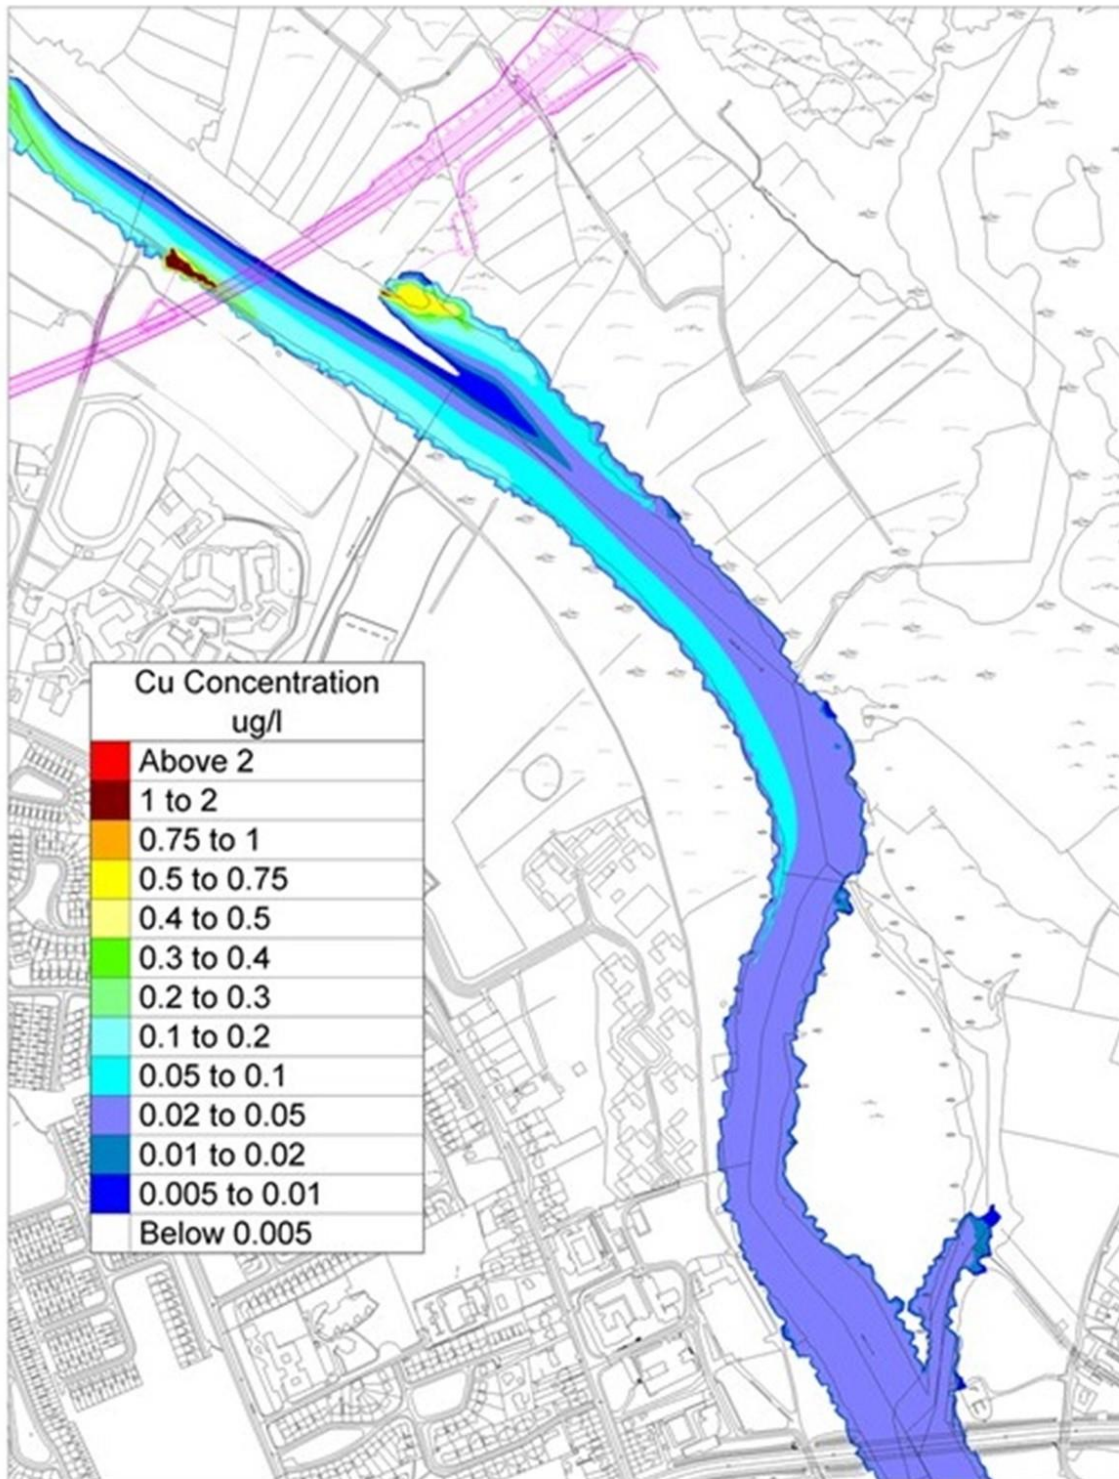 Cu Concentration
ug/l
Above 2
1 to 2
0.75 to 1
0.5 to 0.75
0.4 to 0.5
0.3 to 0.4
0.2 to 0.3
0.1 to 0.2
0.05 to 0.1
0.02 to 0.05
0.01 to 0.02
0.005 to 0.01
Below 0.005